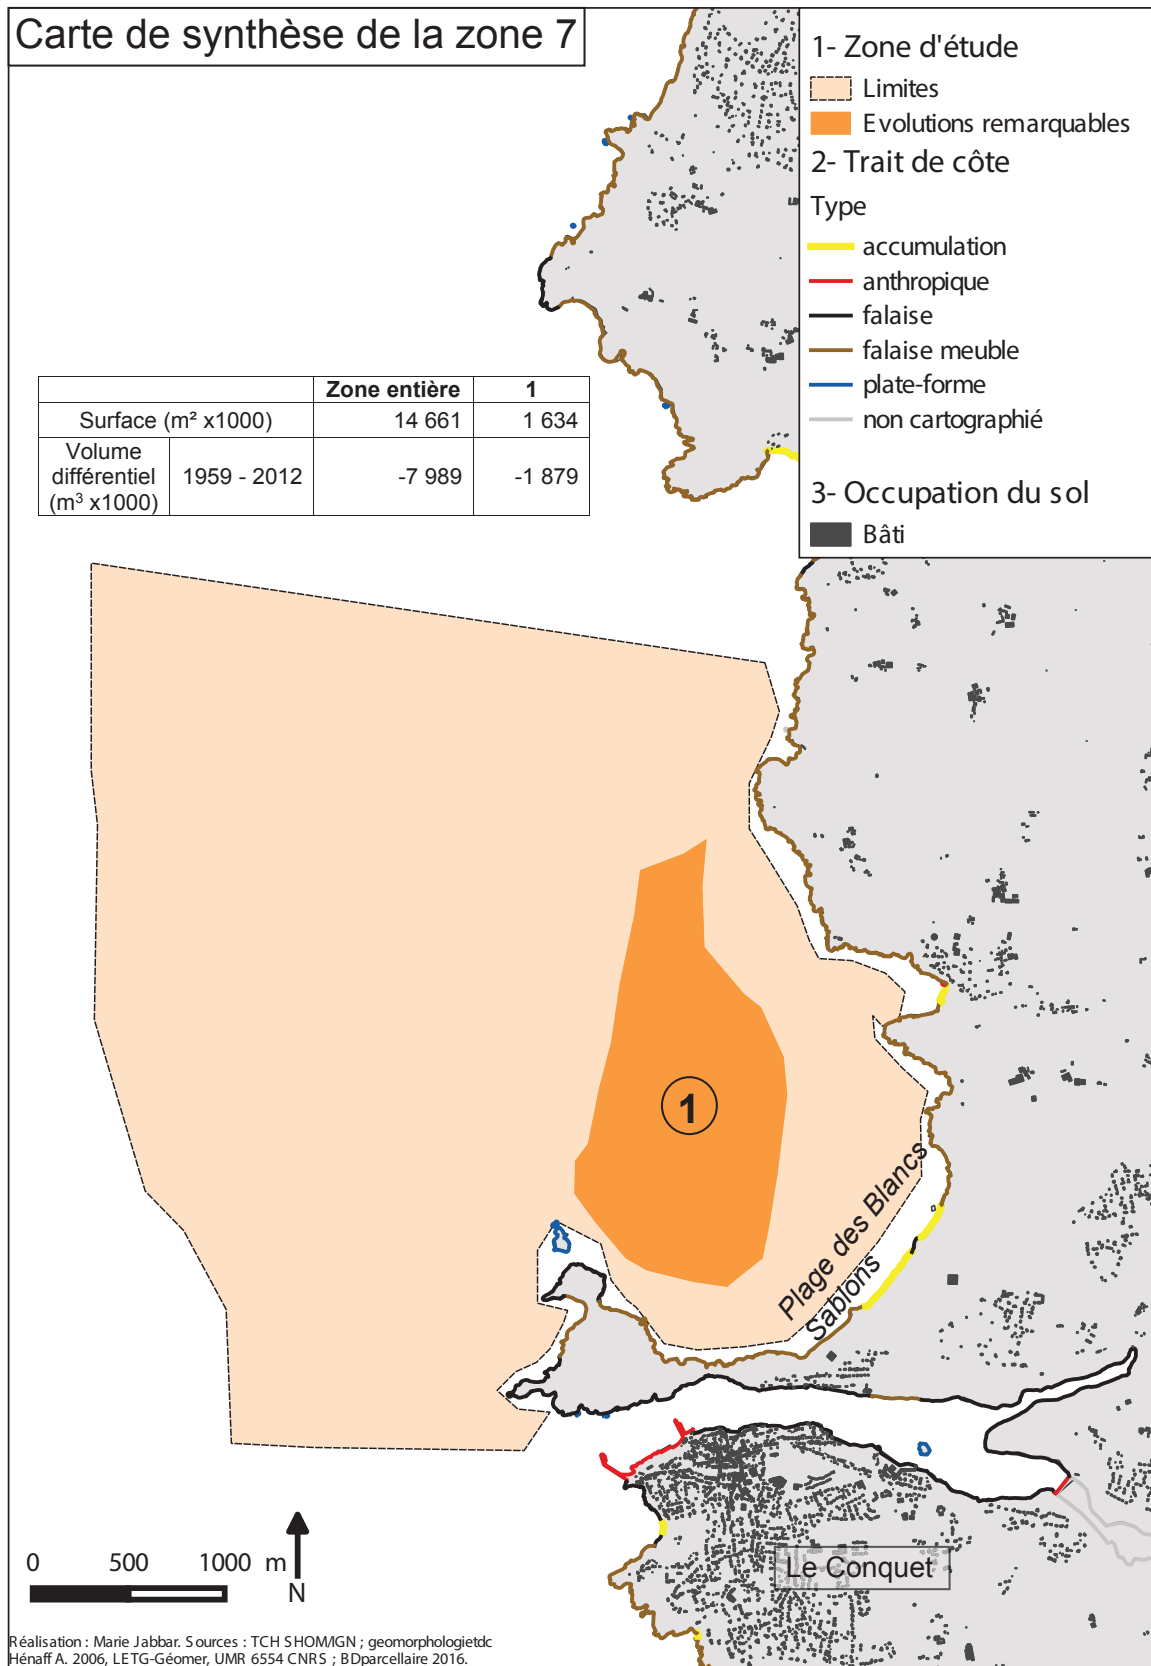 Carte de synthèse de la zone 7
1- Zone d'étude
Limites
Evolutions remarquables
2- Trait de côte
Type
accumulation
anthropique
falaise
falaise meuble
plate-forme
non cartographié
3- Occupation du sol
Bâti
Zone entière 1
Surface (m² x1000) 14 661 1 634
Volume
différentiel
(m³ x1000)
1959 - 2012 -7 989 -1 879
1
Plage des Blancs
Sablons
Le Conquet
0 500 1000 m
N
Réalisation : Marie Jabbar. Sources : TCH SHOM/IGN ; geomorphologietdc
Hénaff A. 2006, LETG-Géomer, UMR 6554 CNRS ; BDparcellaire 2016.